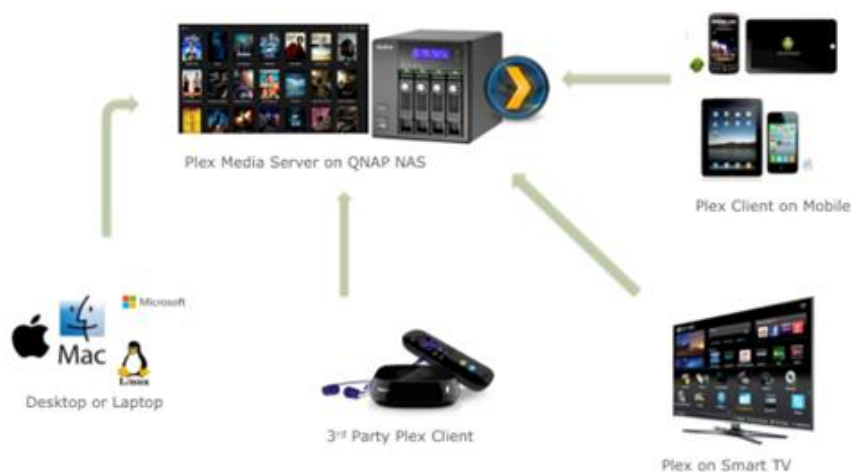 Plex Media Server on QNAP NAS
Plex Client on Mobile
Microsoft
Mac
Linux
Desktop or Laptop
3rd Party Plex Client
Plex on Smart TV